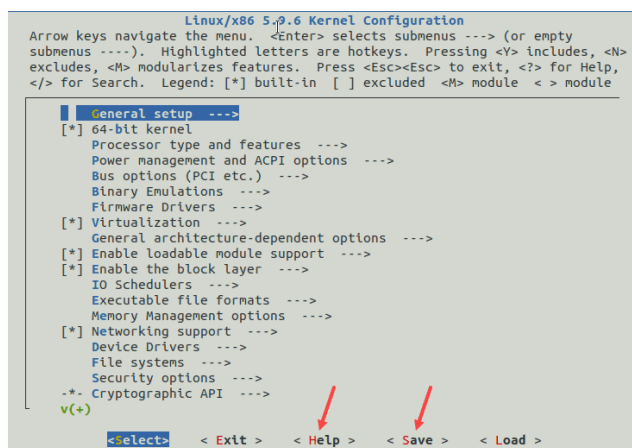 Linux/x86 5.9.6 Kernel Configuration
Arrow keys navigate the menu. <Enter> selects submenus ---> (or empty
submenus ----). Highlighted letters are hotkeys. Pressing <Y> includes, <N>
excludes, <M> modularizes features. Press <Esc><Esc> to exit, <?> for Help,
</> for Search. Legend: [*] built-in [ ] excluded <M> module < > module
General setup --->
[*] 64-bit kernel
Processor type and features --->
Power management and ACPI options --->
Bus options (PCI etc.) --->
Binary Emulations --->
Firmware Drivers --->
[*] Virtualization --->
General architecture-dependent options --->
[*] Enable loadable module support --->
[*] Enable the block layer --->
IO Schedulers --->
Executable file formats --->
Memory Management options --->
[*] Networking support --->
Device Drivers --->
File systems --->
Security options --->
-*- Cryptographic API --->
v(+)
<Select> < Exit > < Help > < Save > < Load >